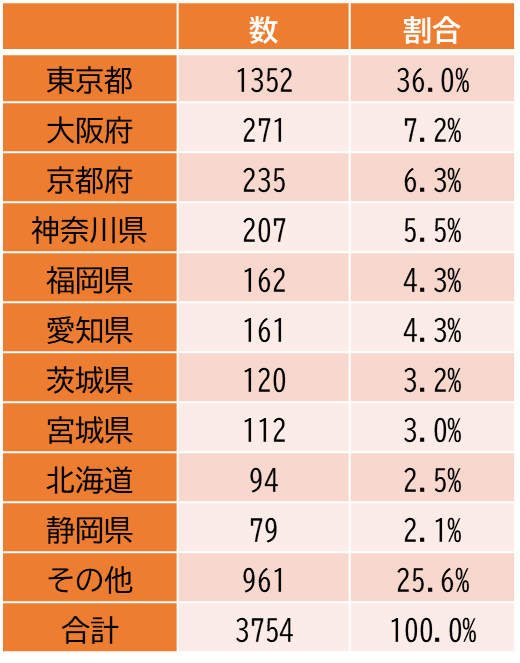 数 割合
東京都 1352 36.0%
大阪府 271 7.2%
京都府 235 6.3%
神奈川県 207 5.5%
福岡県 162 4.3%
愛知県 161 4.3%
茨城県 120 3.2%
宮城県 112 3.0%
北海道 94 2.5%
静岡県 79 2.1%
その他 961 25.6%
合計 3754 100.0%